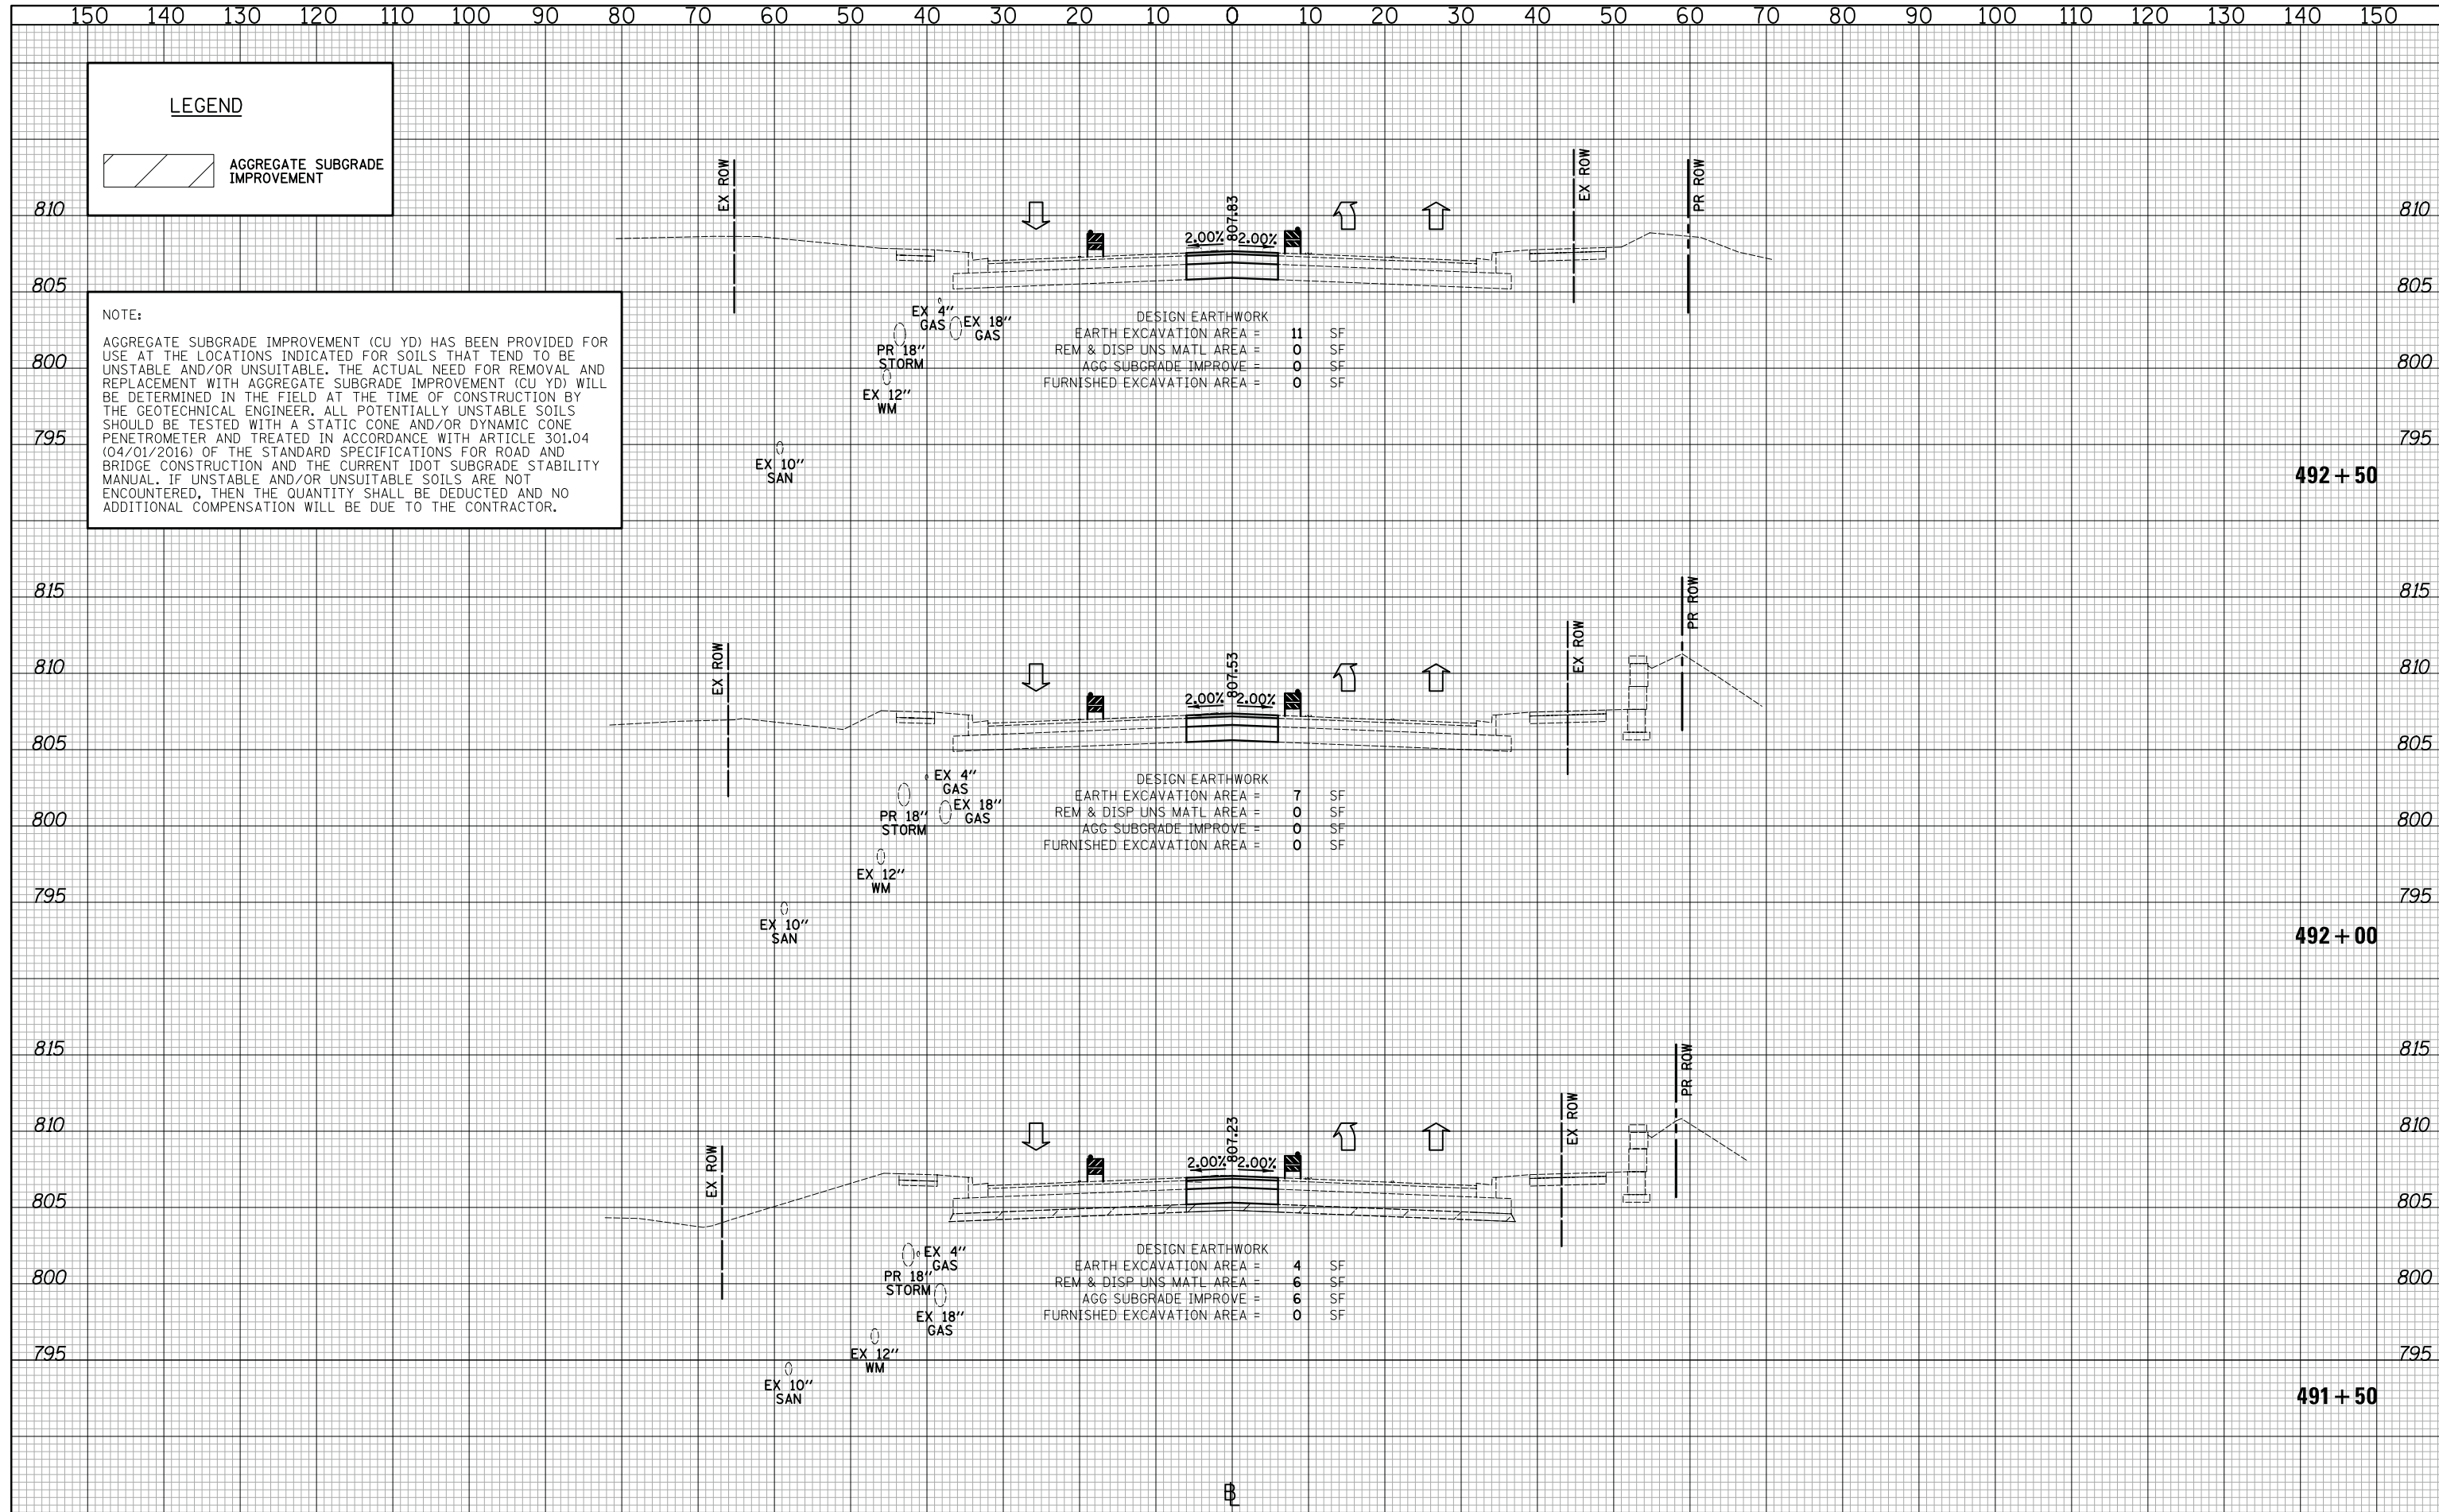 150 140 130 120 110 100 90 80 70 60 50 40 30 20 10 0 10 20 30 40 50 60 70 80 90 100 110 120 130 140 150
LEGEND
AGGREGATE SUBGRADE
IMPROVEMENT
EX ROW
EX ROW
PR ROW
810
807.83
810
2.00% 2.00%
805
805
NOTE:
AGGREGATE SUBGRADE IMPROVEMENT (CU YD) HAS BEEN PROVIDED FOR
USE AT THE LOCATIONS INDICATED FOR SOILS THAT TEND TO BE
UNSTABLE AND/OR UNSUITABLE. THE ACTUAL NEED FOR REMOVAL AND
REPLACEMENT WITH AGGREGATE SUBGRADE IMPROVEMENT (CU YD) WILL
BE DETERMINED IN THE FIELD AT THE TIME OF CONSTRUCTION BY
THE GEOTECHNICAL ENGINEER. ALL POTENTIALLY UNSTABLE SOILS
SHOULD BE TESTED WITH A STATIC CONE AND/OR DYNAMIC CONE
PENETROMETER AND TREATED IN ACCORDANCE WITH ARTICLE 301.04
(04/01/2016) OF THE STANDARD SPECIFICATIONS FOR ROAD AND
BRIDGE CONSTRUCTION AND THE CURRENT IDOT SUBGRADE STABILITY
MANUAL. IF UNSTABLE AND/OR UNSUITABLE SOILS ARE NOT
ENCOUNTERED, THEN THE QUANTITY SHALL BE DEDUCTED AND NO
ADDITIONAL COMPENSATION WILL BE DUE TO THE CONTRACTOR.
EX 4"
GAS
EX 18"
GAS
PR 18"
STORM
EX 12"
WM
EX 10"
SAN
DESIGN EARTHWORK
EARTH EXCAVATION AREA = 11 SF
REM & DISP UNS MATL AREA = 0 SF
AGG SUBGRADE IMPROVE = 0 SF
FURNISHED EXCAVATION AREA = 0 SF
800
800
795
795
492+50
815
815
PR ROW
EX ROW
EX ROW
810
807.53
810
2.00% 2.00%
805
805
EX 4"
GAS
EX 18"
GAS
PR 18"
STORM
EX 12"
WM
EX 10"
SAN
DESIGN EARTHWORK
EARTH EXCAVATION AREA = 7 SF
REM & DISP UNS MATL AREA = 0 SF
AGG SUBGRADE IMPROVE = 0 SF
FURNISHED EXCAVATION AREA = 0 SF
800
800
795
795
492+00
815
815
PR ROW
EX ROW
EX ROW
810
807.23
810
2.00% 2.00%
805
805
EX 4"
GAS
PR 18"
STORM
EX 18"
GAS
EX 12"
WM
EX 10"
SAN
DESIGN EARTHWORK
EARTH EXCAVATION AREA = 4 SF
REM & DISP UNS MATL AREA = 6 SF
AGG SUBGRADE IMPROVE = 6 SF
FURNISHED EXCAVATION AREA = 0 SF
800
800
795
795
491+50
BL